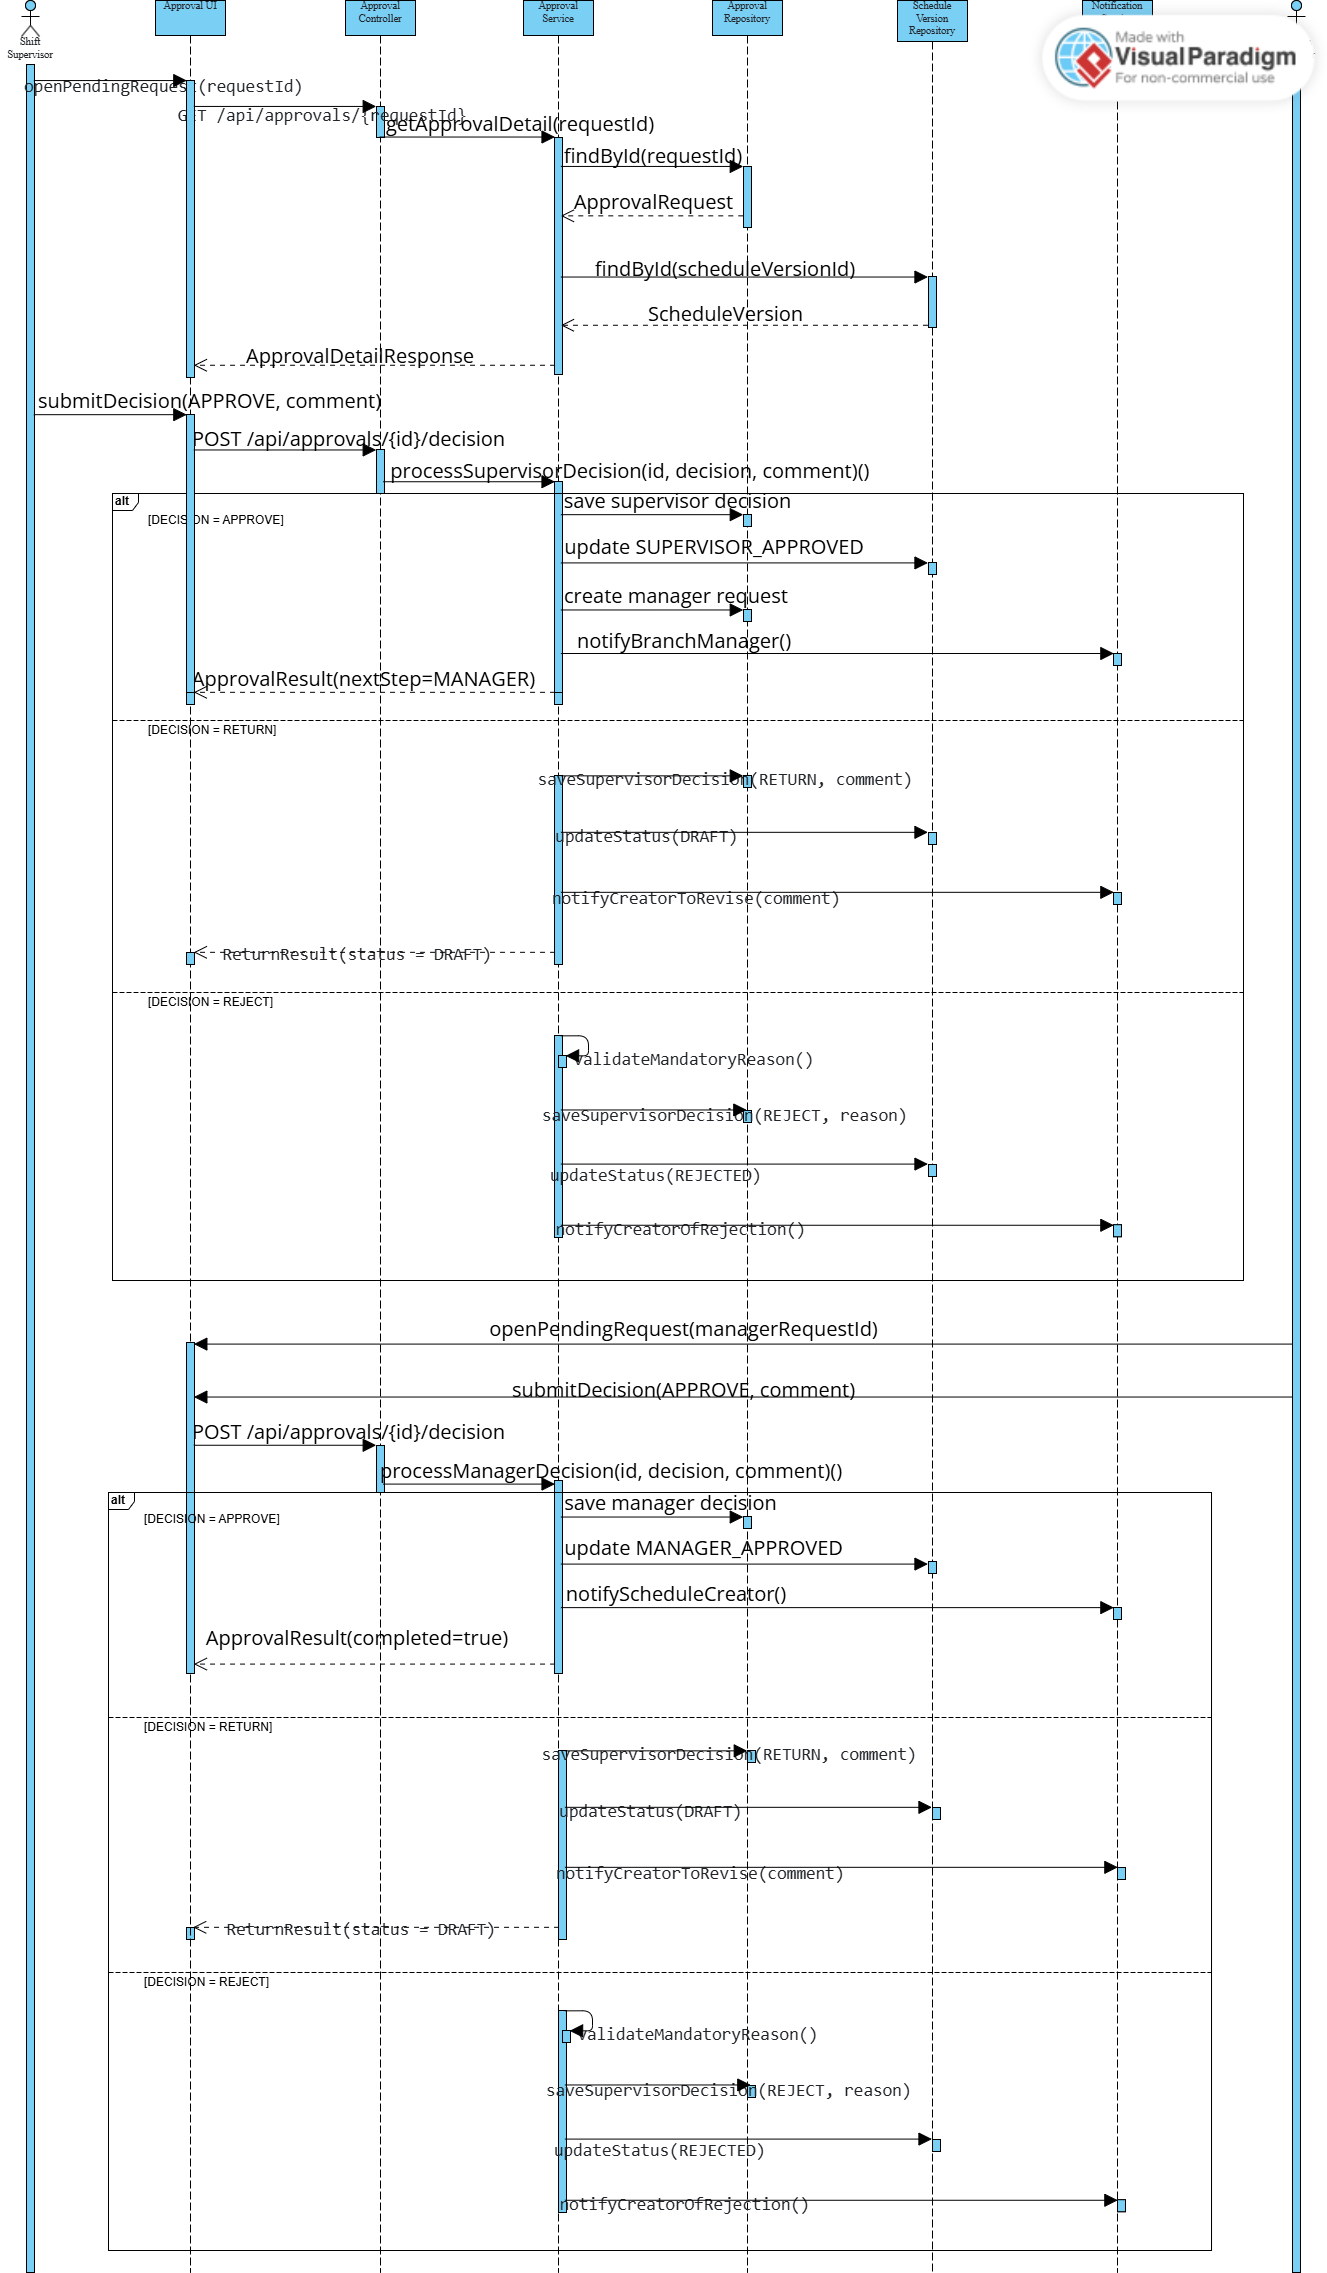 Shift
Supervisor
Approval UI
Approval
Controller
Approval
Service
Approval
Repository
Schedule
Version
Repository
Notification
Made with
Visual Paradigm
For non-commercial use
openPendingRequest(requestId)
GET /api/approvals/{requestId}
getApprovalDetail(requestId)
findById(requestId)
ApprovalRequest
findById(scheduleVersionId)
ScheduleVersion
ApprovalDetailResponse
submitDecision(APPROVE, comment)
POST /api/approvals/{id}/decision
processSupervisorDecision(id, decision, comment)()
alt
[DECISION = APPROVE]
save supervisor decision
update SUPERVISOR_APPROVED
create manager request
notifyBranchManager()
ApprovalResult(nextStep=MANAGER)
[DECISION = RETURN]
saveSupervisorDecision(RETURN, comment)
updateStatus(DRAFT)
notifyCreatorToRevise(comment)
ReturnResult(status = DRAFT)
[DECISION = REJECT]
validateMandatoryReason()
saveSupervisorDecision(REJECT, reason)
updateStatus(REJECTED)
notifyCreatorOfRejection()
openPendingRequest(managerRequestId)
submitDecision(APPROVE, comment)
POST /api/approvals/{id}/decision
processManagerDecision(id, decision, comment)()
alt
[DECISION = APPROVE]
save manager decision
update MANAGER_APPROVED
notifyScheduleCreator()
ApprovalResult(completed=true)
[DECISION = RETURN]
saveSupervisorDecision(RETURN, comment)
updateStatus(DRAFT)
notifyCreatorToRevise(comment)
ReturnResult(status = DRAFT)
[DECISION = REJECT]
validateMandatoryReason()
saveSupervisorDecision(REJECT, reason)
updateStatus(REJECTED)
notifyCreatorOfRejection()